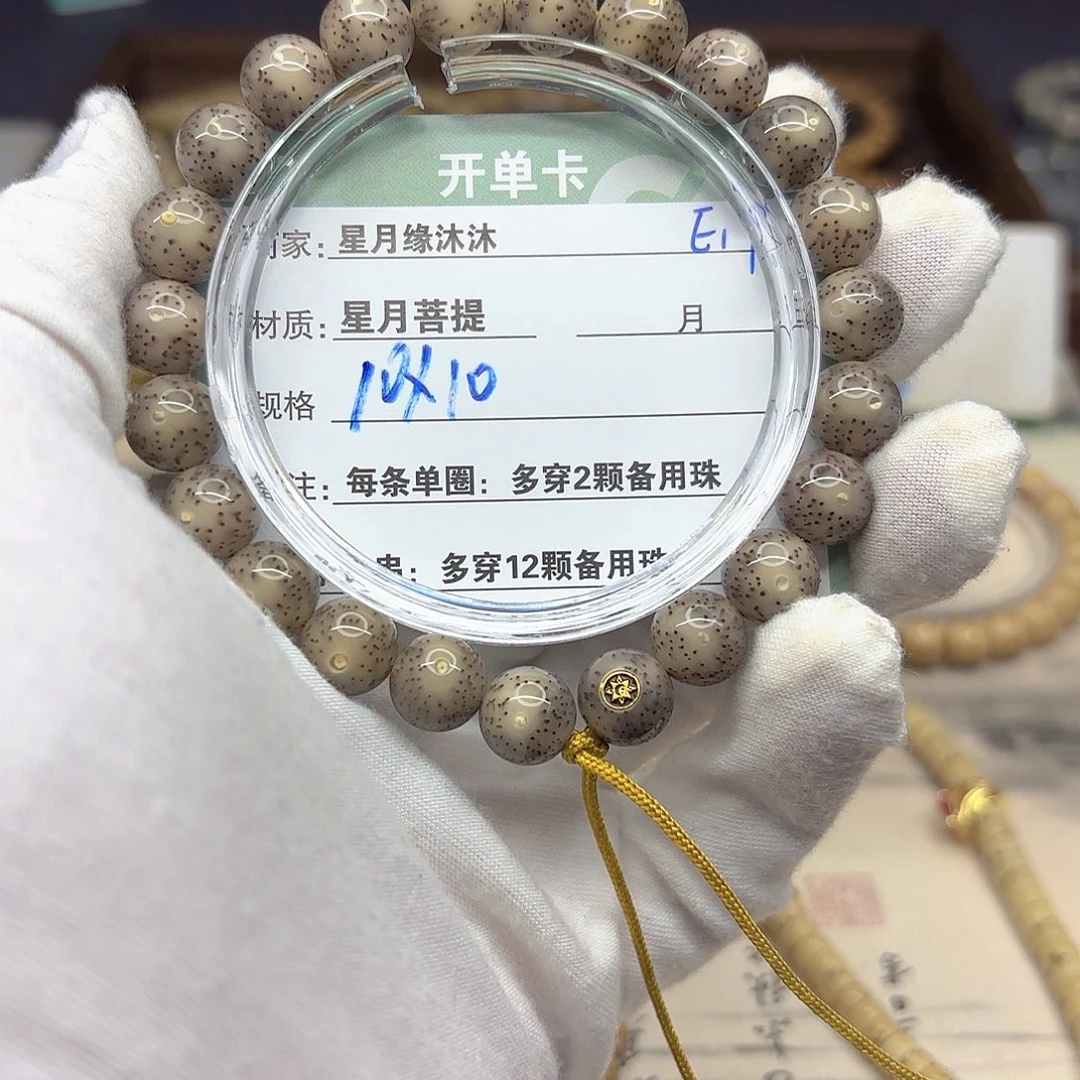 开单卡
家：星月缘沐沐
材质：星月菩提 月
规格 10X10
注：每条单圈：多穿2颗备用珠
串：多穿12颗备用珠